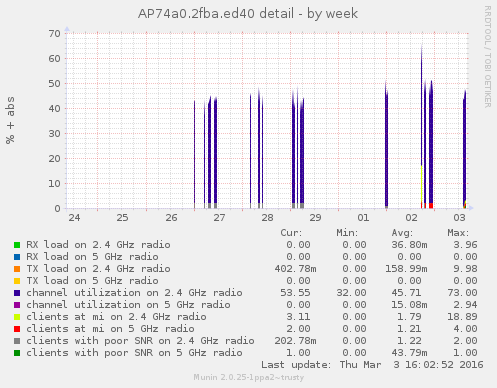 AP74a0.2fba.ed40 detail - by week
RRDTOOL / TOBI OETIKER
% + abs
70
60
50
40
30
20
10
0
24 25 26 27 28 29 01 02 03
Cur: Min: Avg: Max:
RX load on 2.4 GHz radio 0.00 0.00 36.80m 3.96
RX load on 5 GHz radio 0.00 0.00 0.00 0.00
TX load on 2.4 GHz radio 402.78m 0.00 158.99m 9.98
TX load on 5 GHz radio 0.00 0.00 0.00 0.00
channel utilization on 2.4 GHz radio 53.55 32.00 45.71 73.00
channel utilization on 5 GHz radio 0.00 0.00 15.08m 2.94
clients at mi on 2.4 GHz radio 3.11 0.00 1.79 18.89
clients at mi on 5 GHz radio 2.00 0.00 1.21 4.00
clients with poor SNR on 2.4 GHz radio 202.78m 0.00 1.22 2.00
clients with poor SNR on 5 GHz radio 1.00 0.00 43.79m 1.00
Last update: Thu Mar 3 16:02:52 2016
Munin 2.0.25-1ppa2~trusty